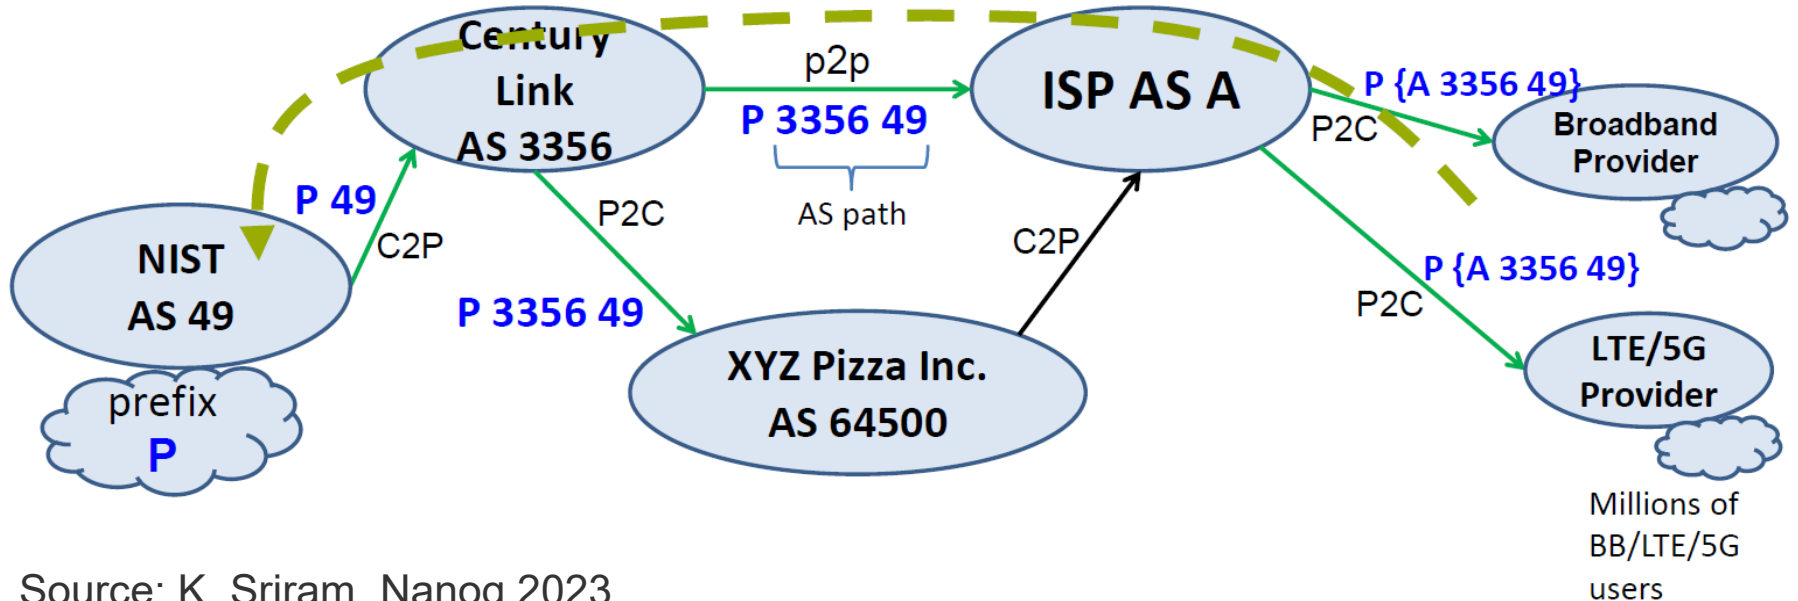 Century
Link
AS 3356
p2p
P 3356 49
AS path
ISP AS A
P {A 3356 49}
P2C
Broadband
Provider
P 49
C2P
NIST
AS 49
prefix
P
P2C
P 3356 49
C2P
XYZ Pizza Inc.
AS 64500
P {A 3356 49}
P2C
LTE/5G
Provider
Millions of
BB/LTE/5G
users
Source: K. Sriram, Nanog 2023